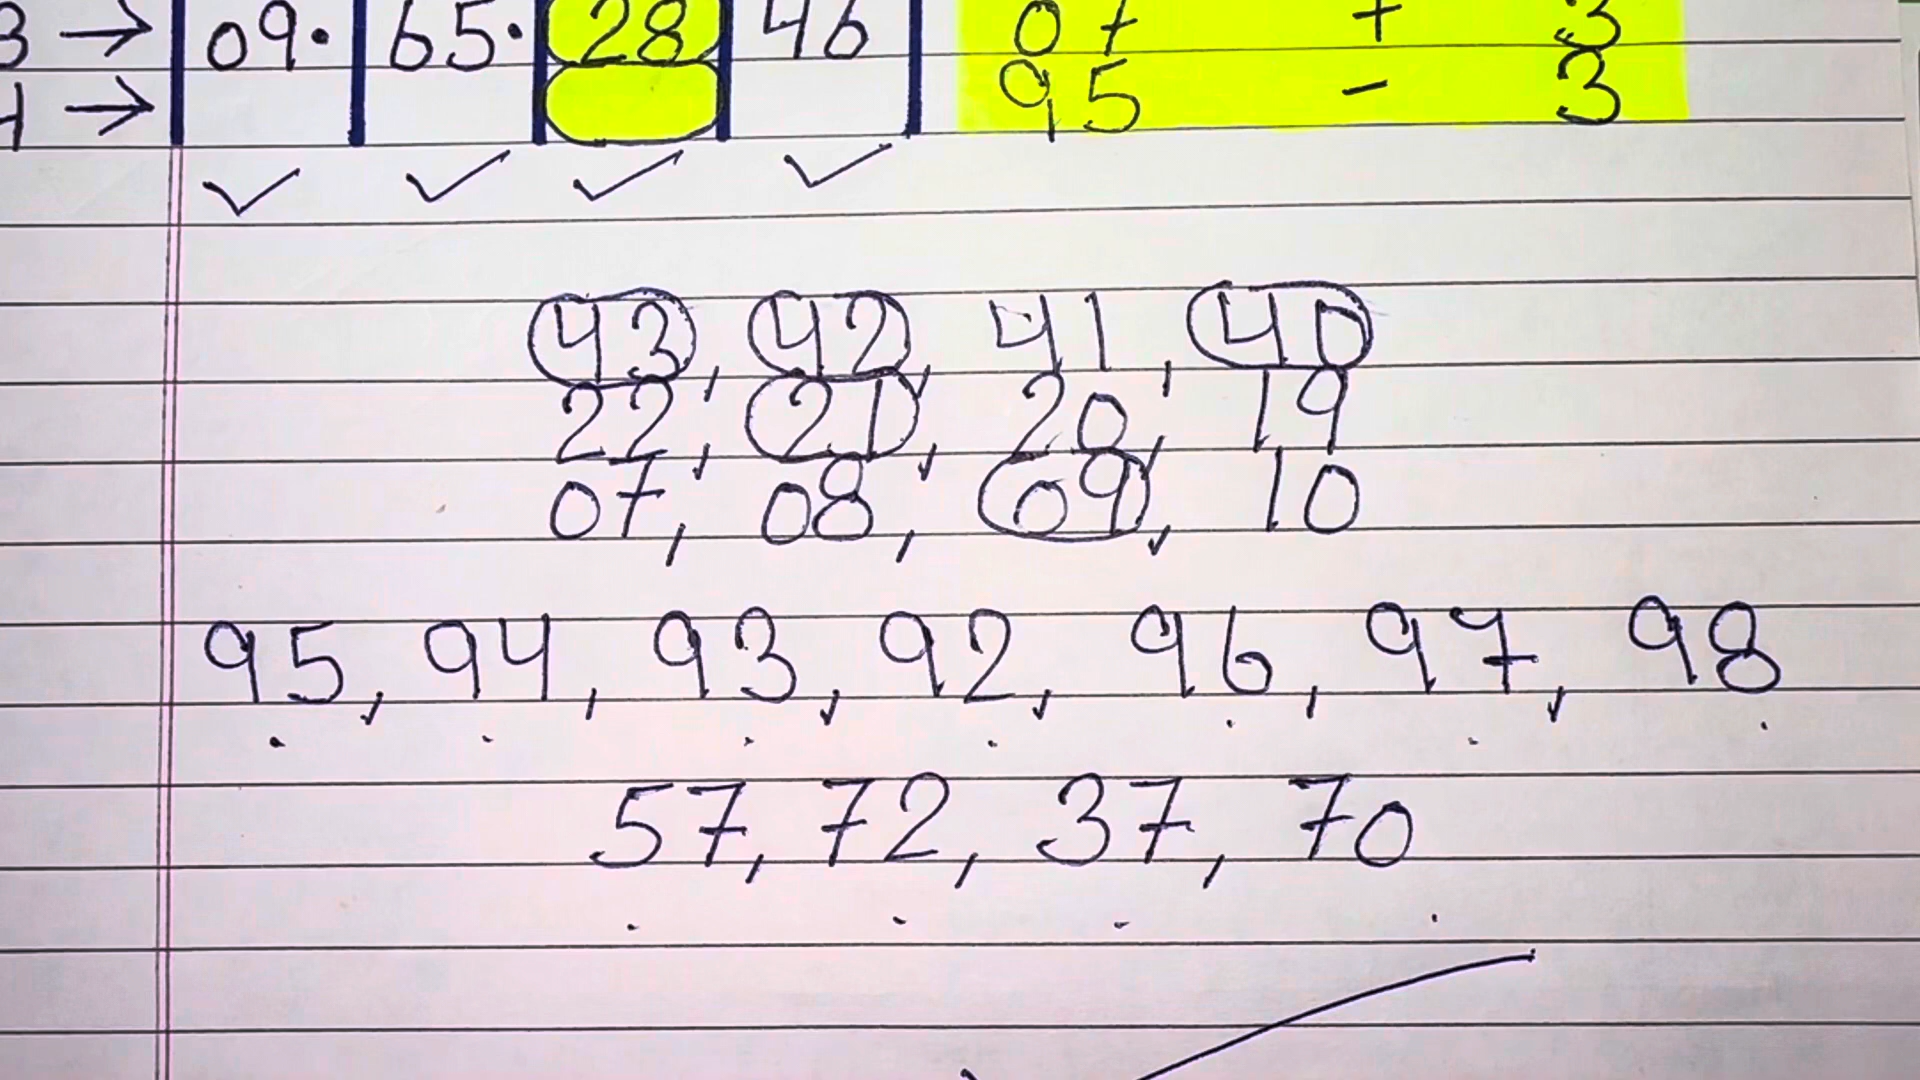 3 → 09. 65. 28 46 07 + 3
4 → 95 - 3
43, 42, 41, 40
22, 21, 20, 19
07, 08, 09, 10
95, 94, 93, 92, 96, 97, 98
57, 72, 37, 70